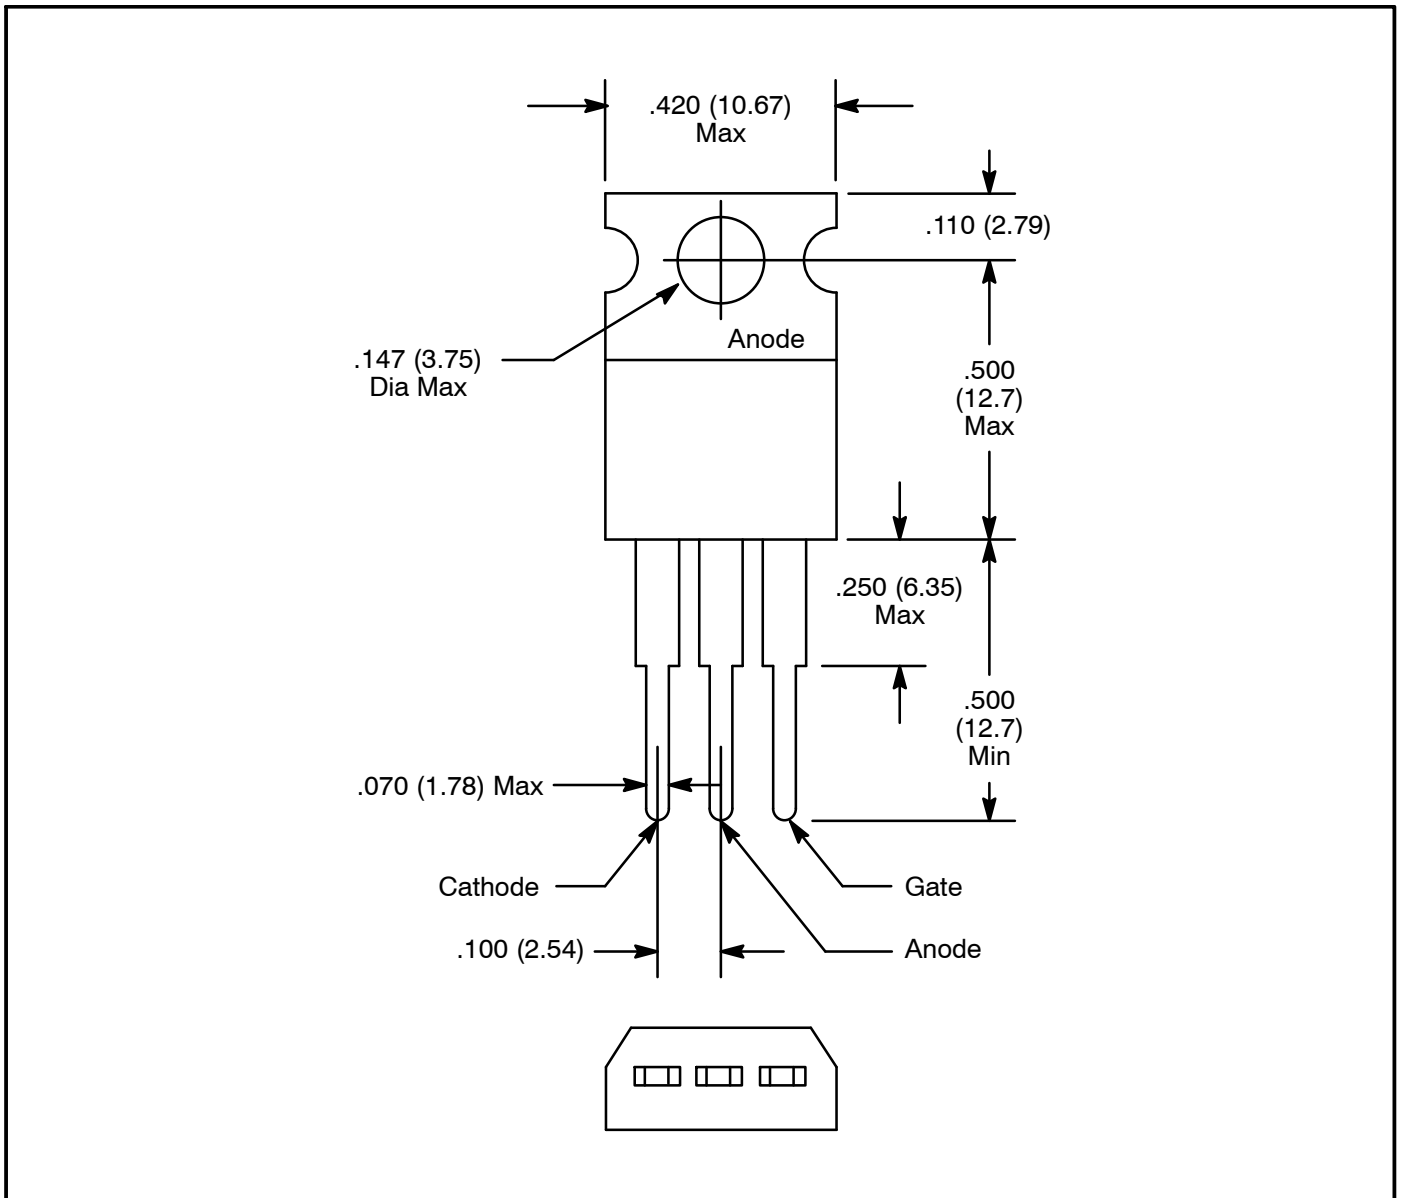 .420 (10.67)
Max
.110 (2.79)
Anode
.147 (3.75)
Dia Max
.500
(12.7)
Max
.250 (6.35)
Max
.500
(12.7)
Min
.070 (1.78) Max
Cathode
Gate
.100 (2.54)
Anode